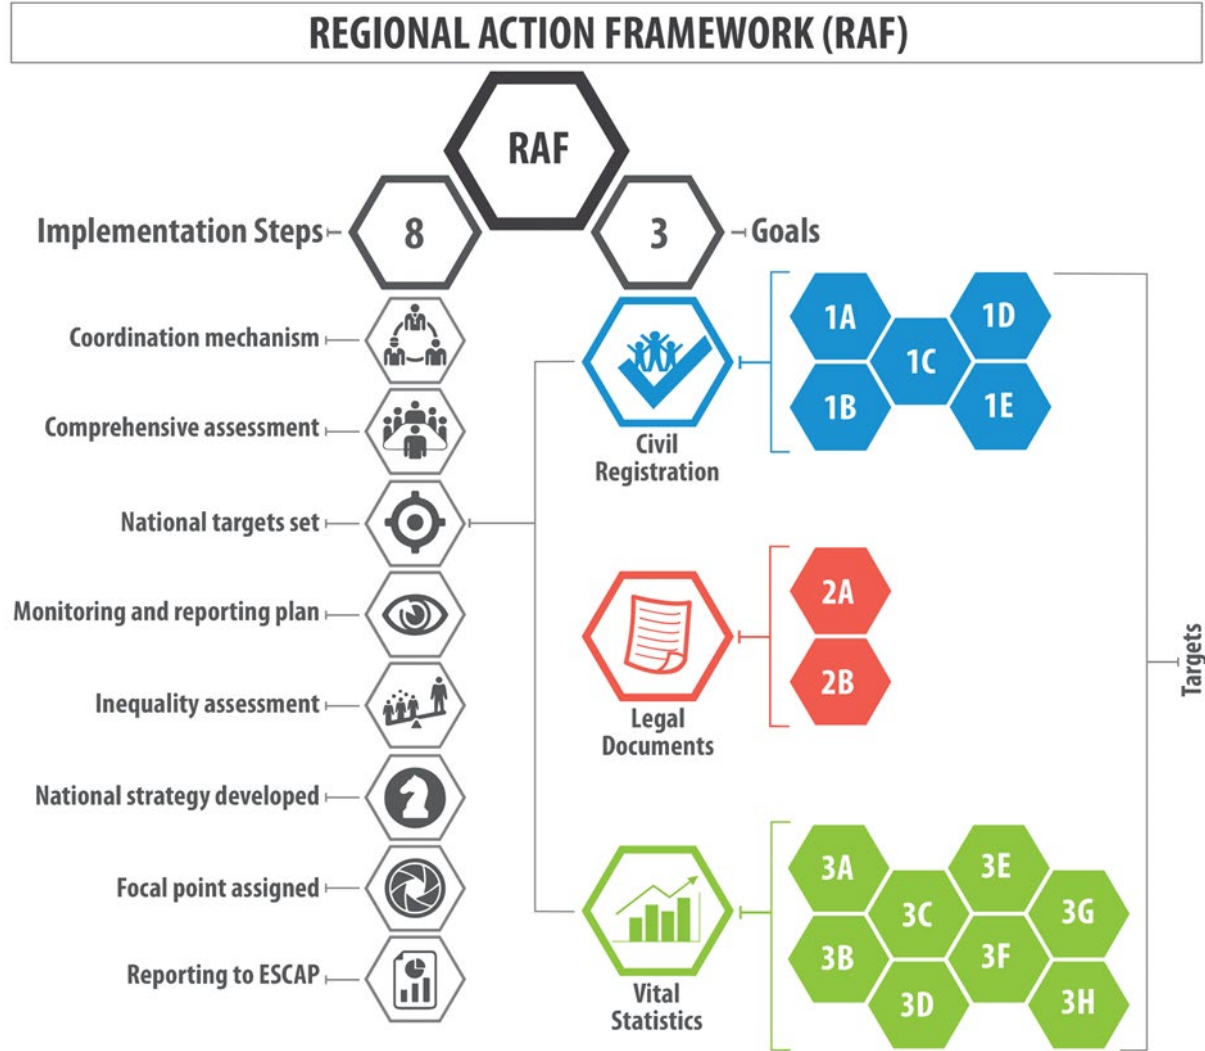 REGIONAL ACTION FRAMEWORK (RAF)
RAF
Implementation Steps
8
3
Goals
Coordination mechanism
Comprehensive assessment
National targets set
Monitoring and reporting plan
Inequality assessment
National strategy developed
Focal point assigned
Reporting to ESCAP
Civil
Registration
1A
1B
1C
1D
1E
Legal
Documents
2A
2B
Vital
Statistics
3A
3B
3C
3D
3E
3F
3G
3H
Targets